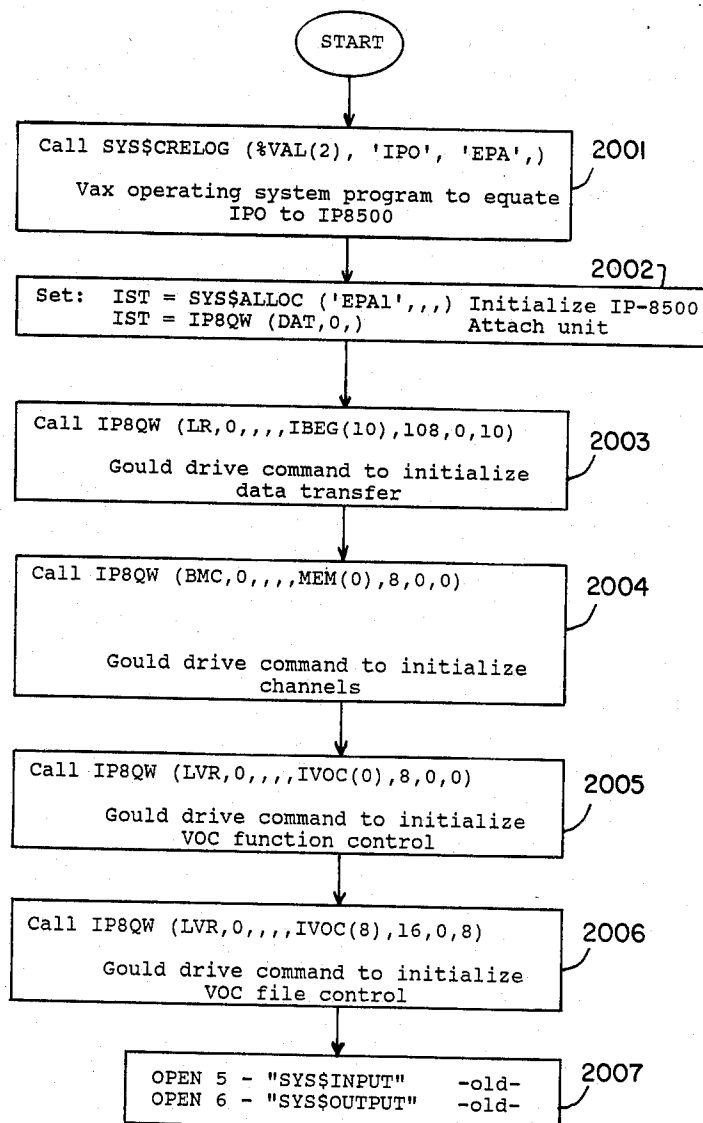 START
Call SYS$CRELOG (%VAL(2), 'IPO', 'EPA',)
Vax operating system program to equate
IPO to IP8500
2001
2002
Set: IST = SYS$ALLOC ('EPA1',,,) Initialize IP-8500
IST = IP8QW (DAT,0,) Attach unit
Call IP8QW (LR,0,,,,IBEG(10),108,0,10)
Gould drive command to initialize
data transfer
2003
Call IP8QW (BMC,0,,,,MEM(0),8,0,0)
Gould drive command to initialize
channels
2004
Call IP8QW (LVR,0,,,,IVOC(0),8,0,0)
Gould drive command to initialize
VOC function control
2005
Call IP8QW (LVR,0,,,,IVOC(8),16,0,8)
Gould drive command to initialize
VOC file control
2006
OPEN 5 - "SYS$INPUT" -old-
OPEN 6 - "SYS$OUTPUT" -old-
2007